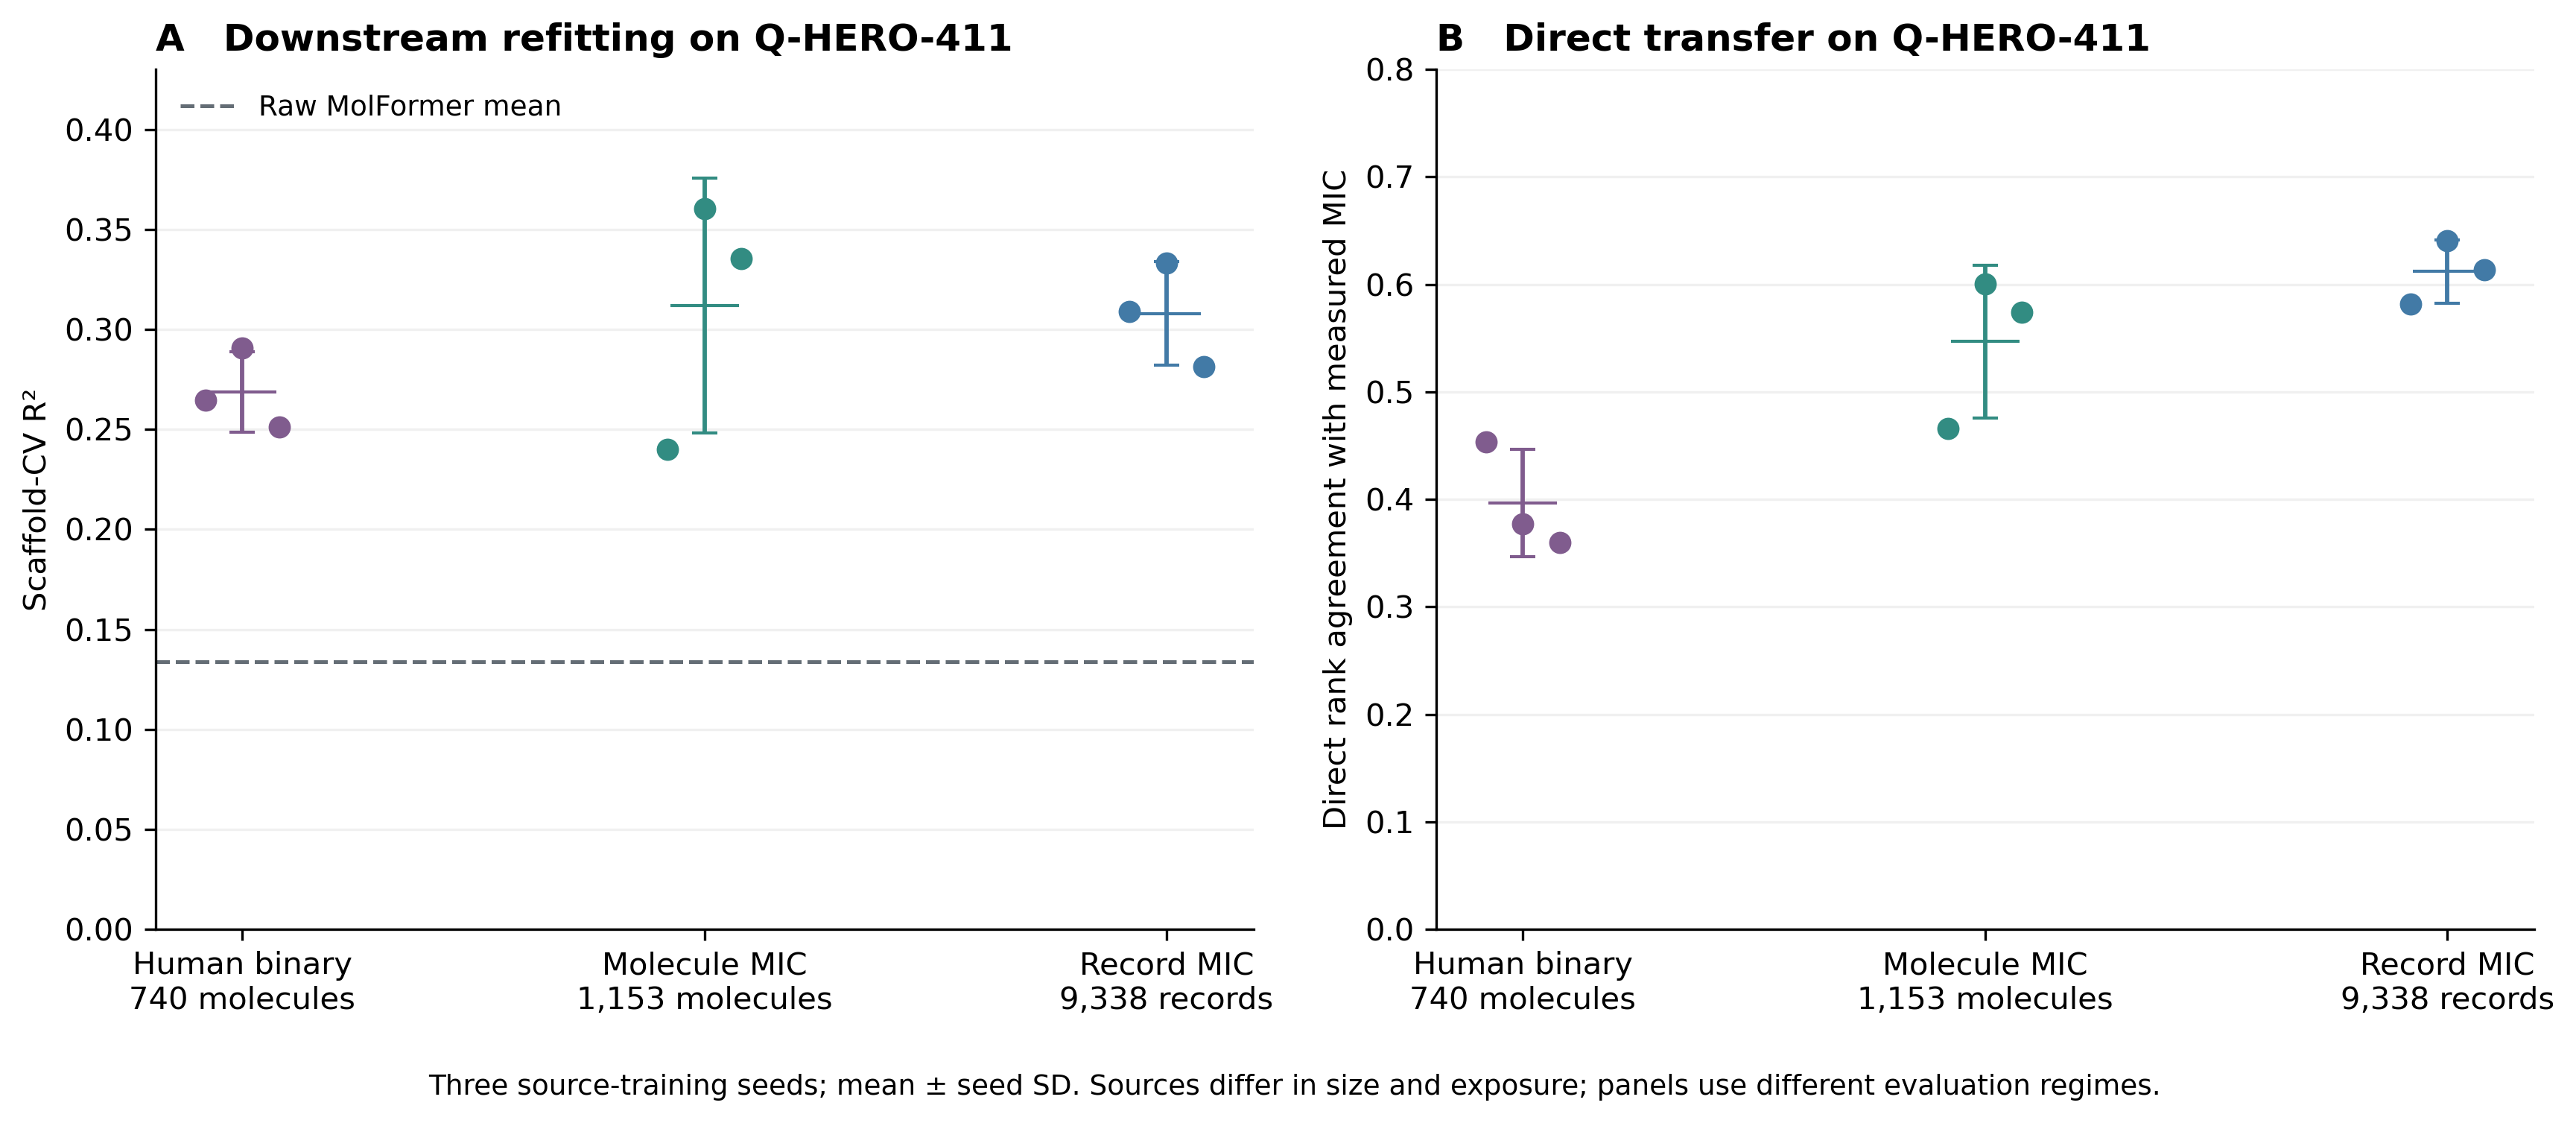 A Downstream refitting on Q-HERO-411
Raw MolFormer mean
Scaffold-CV R²
0.40
0.35
0.30
0.25
0.20
0.15
0.10
0.05
0.00
Human binary
740 molecules
Molecule MIC
1,153 molecules
Record MIC
9,338 records
B Direct transfer on Q-HERO-411
Direct rank agreement with measured MIC
0.8
0.7
0.6
0.5
0.4
0.3
0.2
0.1
0.0
Human binary
740 molecules
Molecule MIC
1,153 molecules
Record MIC
9,338 records
Three source-training seeds; mean ± seed SD. Sources differ in size and exposure; panels use different evaluation regimes.